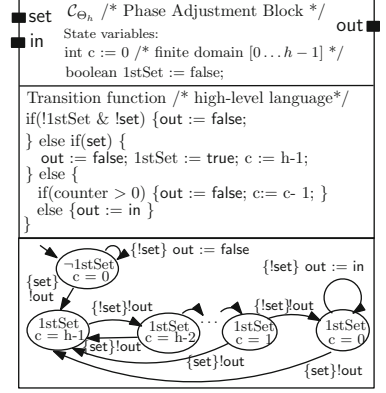 set
in
out
𝒞_Θ_h /* Phase Adjustment Block */
State variables:
int c := 0 /* finite domain [0 . . . h − 1] */
boolean 1stSet := false;
Transition function /* high-level language*/
if(!1stSet & !set) {out := false;
} else if(set) {
out := false; 1stSet := true; c := h-1;
} else {
if(counter > 0) {out := false; c:= c- 1; }
else {out := in }
}
¬1stSet
c = 0
{!set} out := false
{set}
!out
{!set} out := in
{!set}!out
...
{!set}!out
1stSet
c = h-1
1stSet
c = h-2
1stSet
c = 1
1stSet
c = 0
{set}!out
{set}!out
{set}!out